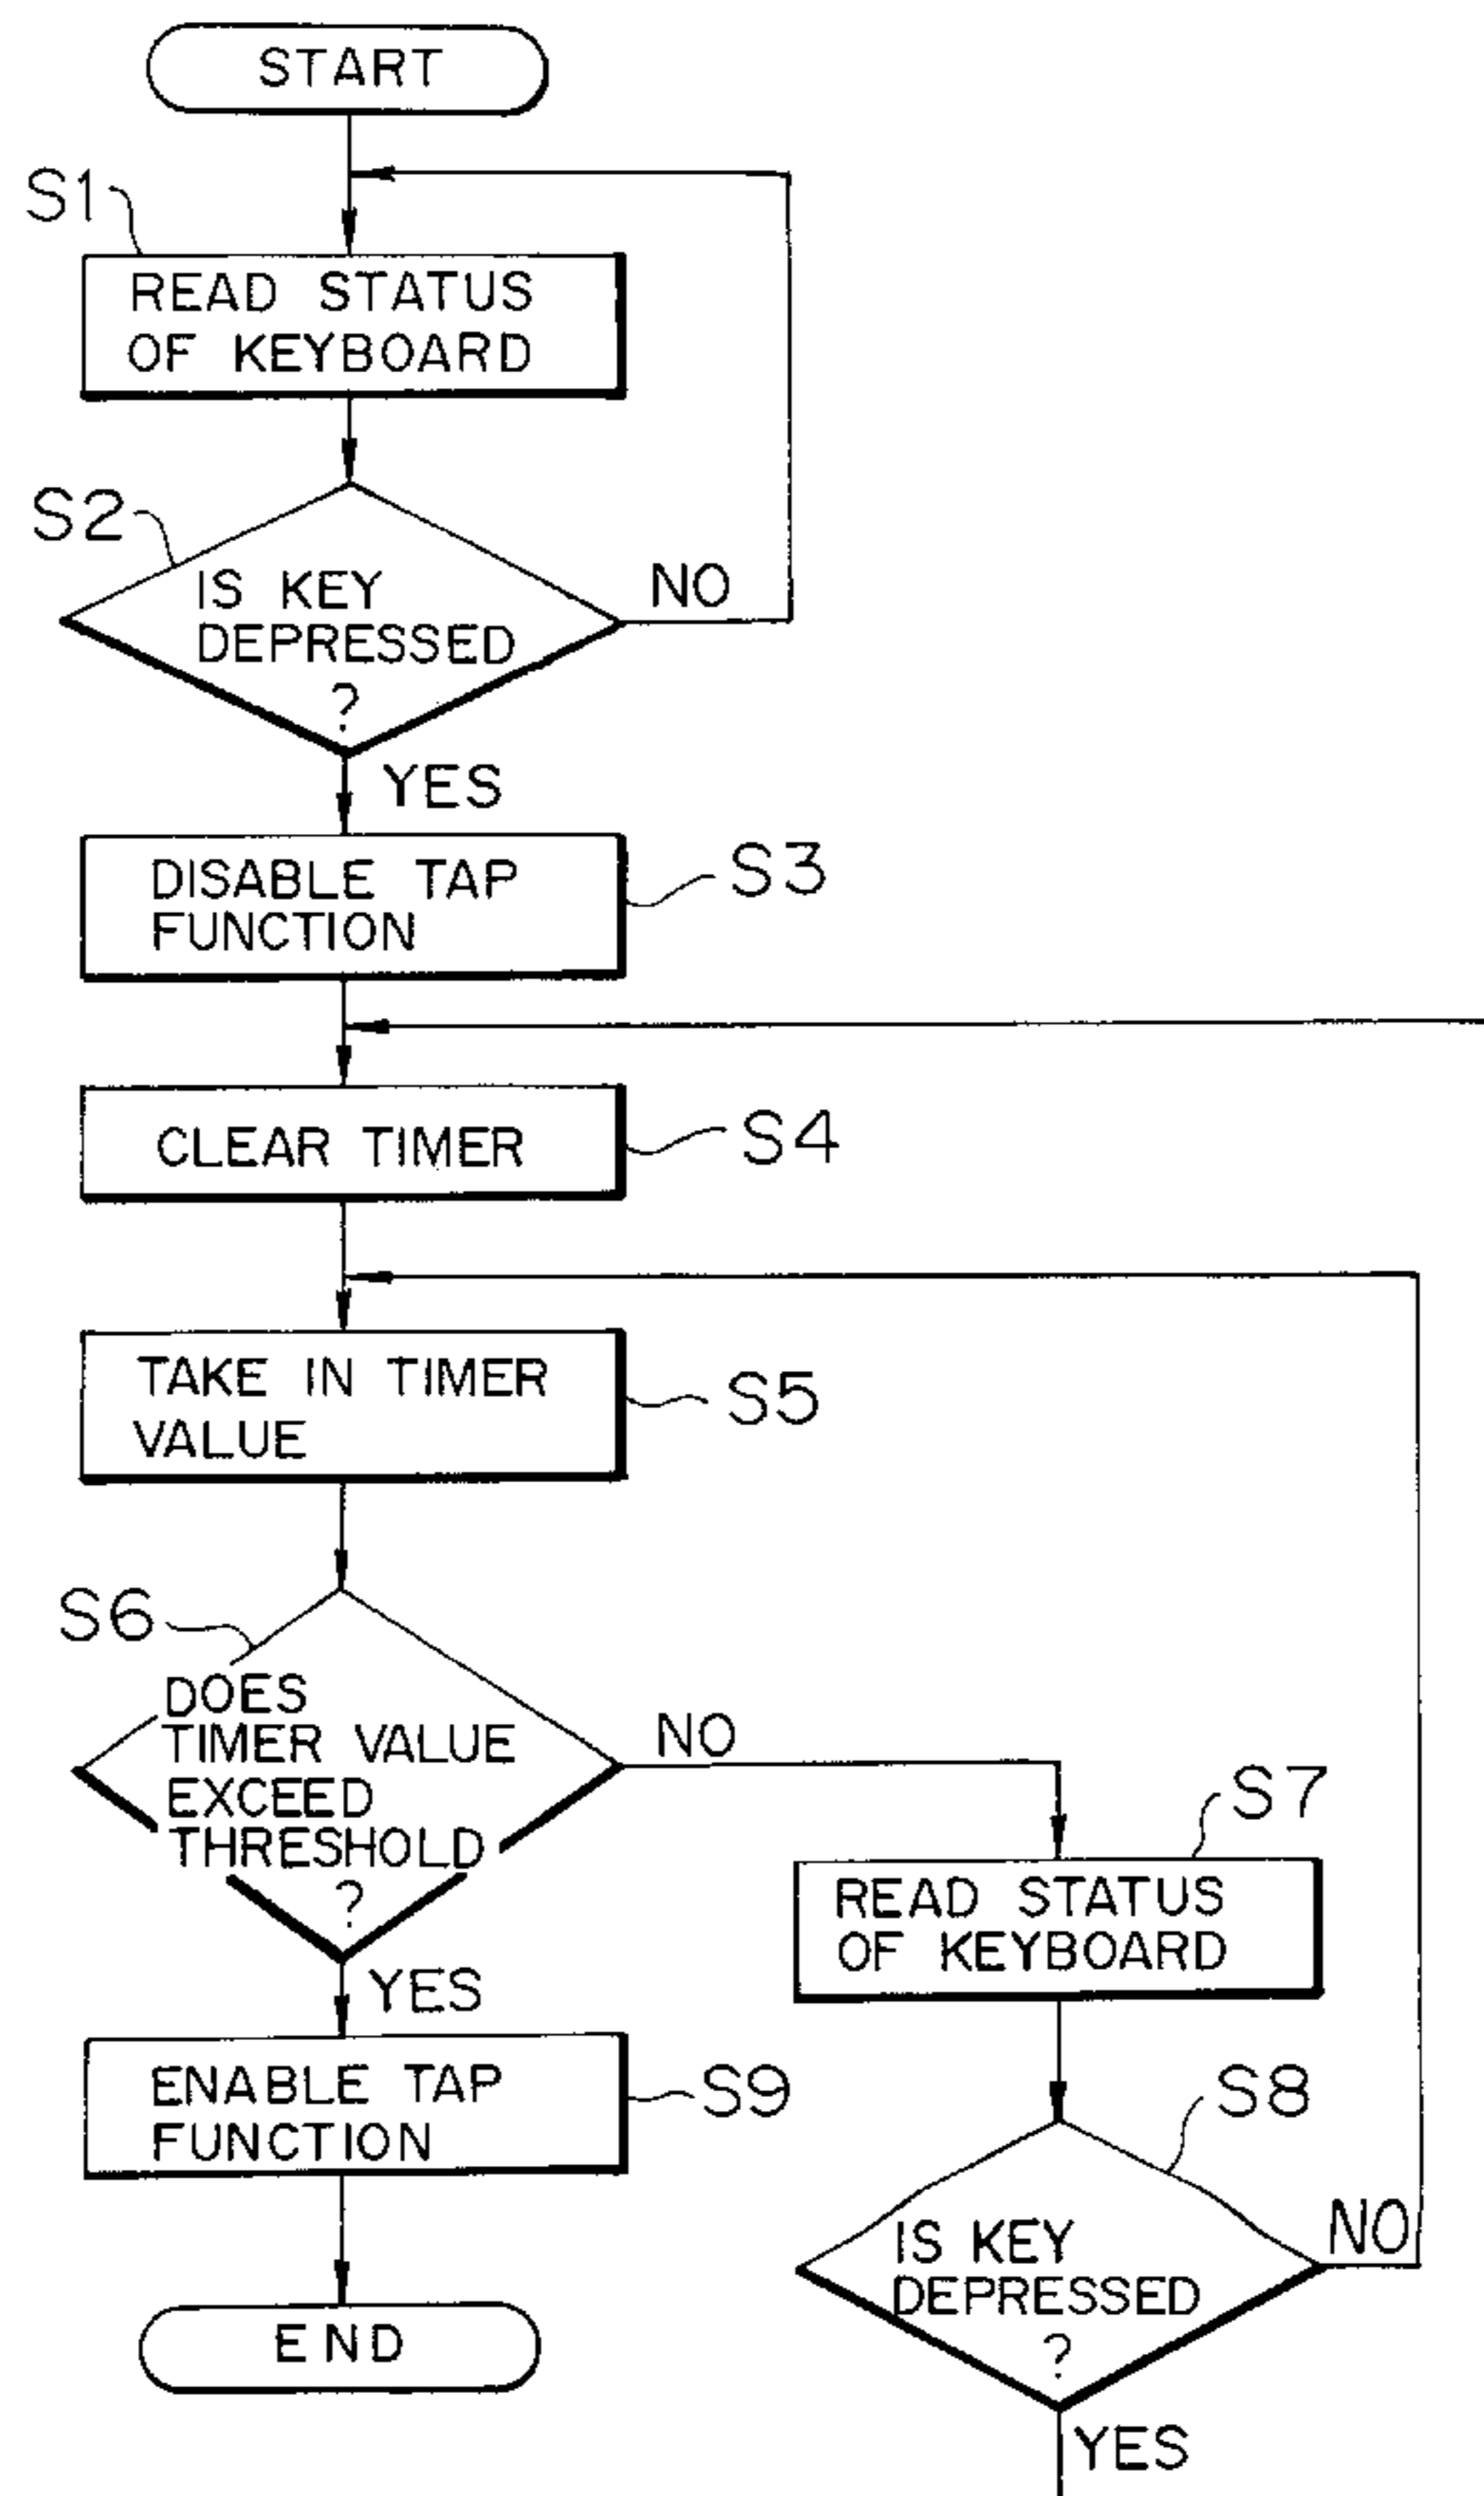 START
S1
READ STATUS
OF KEYBOARD
S2
IS KEY
DEPRESSED
?
NO
YES
DISABLE TAP
FUNCTION
S3
CLEAR TIMER
S4
TAKE IN TIMER
VALUE
S5
S6
DOES
TIMER VALUE
EXCEED
THRESHOLD
?
NO
YES
S7
READ STATUS
OF KEYBOARD
ENABLE TAP
FUNCTION
S9
S8
IS KEY
DEPRESSED
?
NO
YES
END